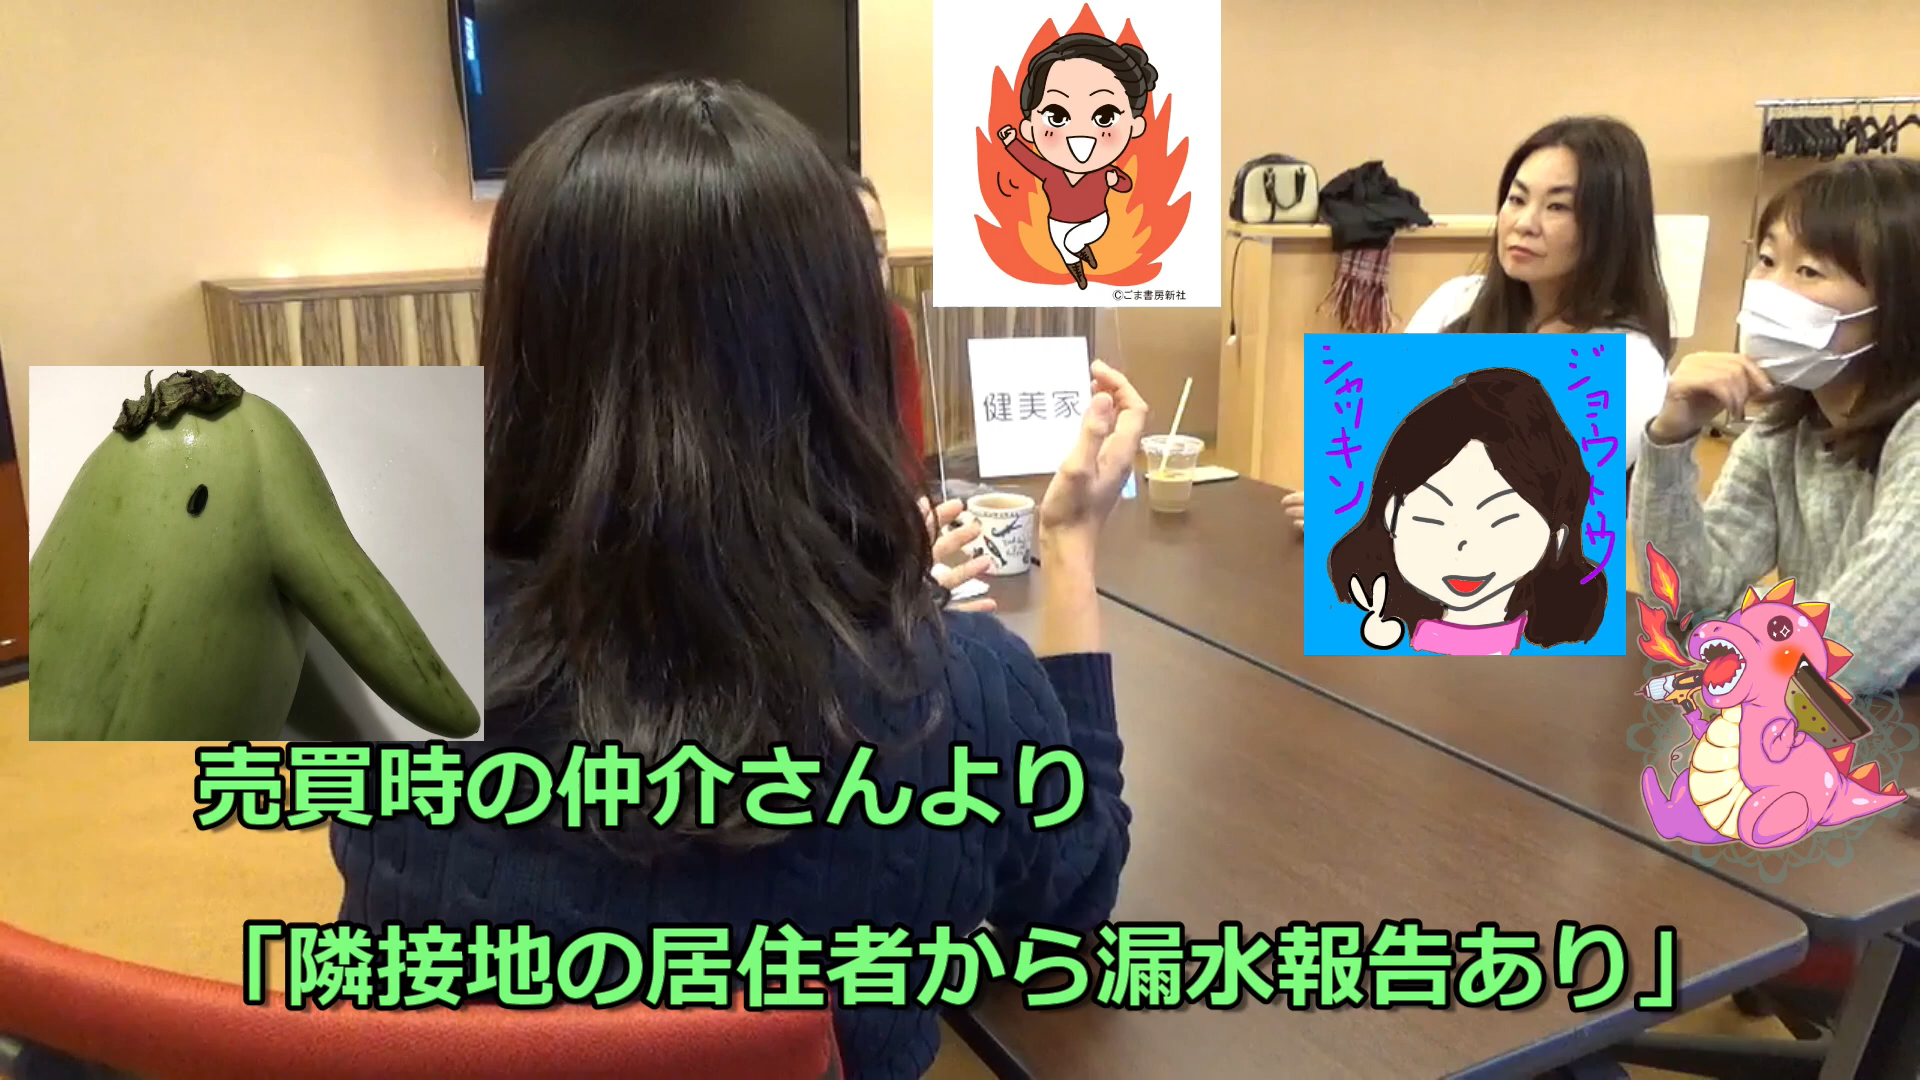 ©ごま書房新社
健美家
シャッキン
ジョウトウ
売買時の仲介さんより
「隣接地の居住者から漏水報告あり」